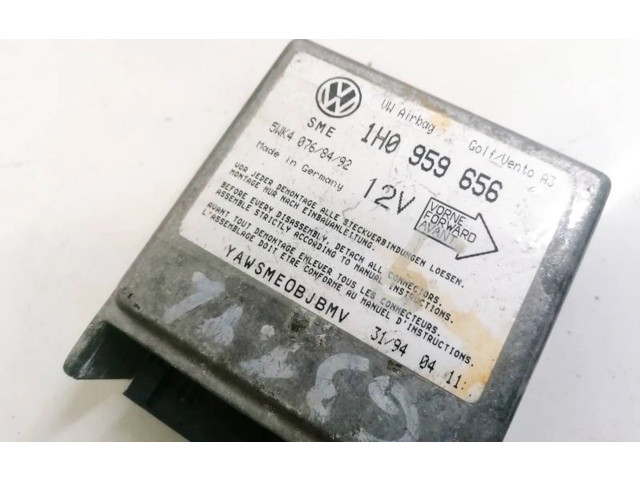 VW Airbag Golf/Vento A3
SME 1H0 959 656
5WK4 076/84/92
Made in Germany 12V
VORNE
FORWARD
AVANT
VOR JEDER DEMONTAGE ALLE STECKVERBINDUNGEN LOESEN.
MONTAGE NUR NACH EINBAUANLEITUNG.
BEFORE EVERY DISASSEMBLY, DETACH ALL CONNECTORS.
ASSEMBLE STRICTLY ACCORDING TO MANUAL INSTRUCTIONS.
AVANT TOUT DEMONTAGE ENLEVER TOUS LES CONNECTEURS.
L'ASSEMBLAGE DOIT ETRE CONFORME AU MANUEL D'INSTRUCTIONS.
YAWSMEOBJBMV 31/94 04 11: